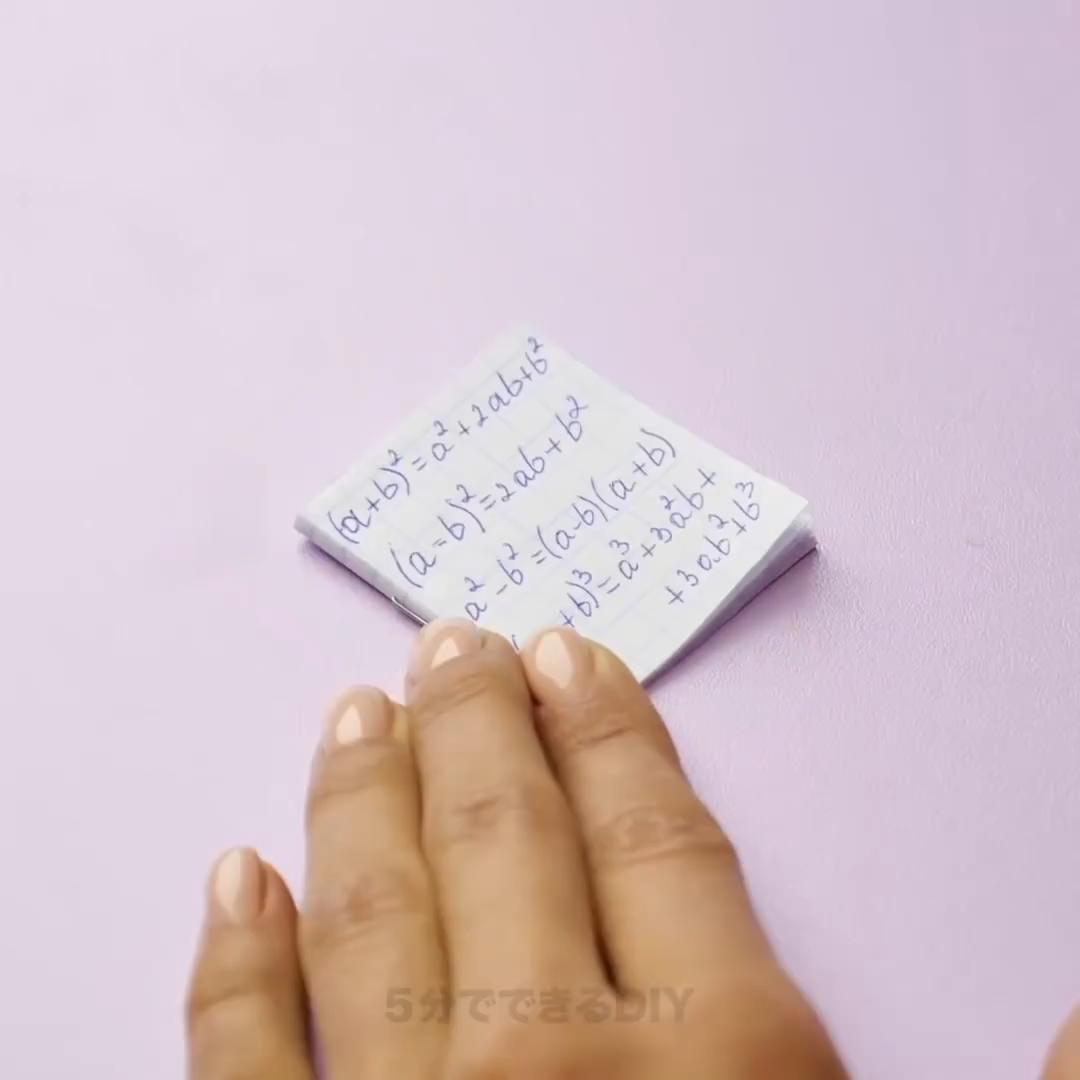 (a+b)²=a²+2ab+b²
(a-b)²=2ab+b²
a²-b²=(a-b)(a+b)
+b)³=a³+3a²b+
+3ab²+b³
5分でできるDIY